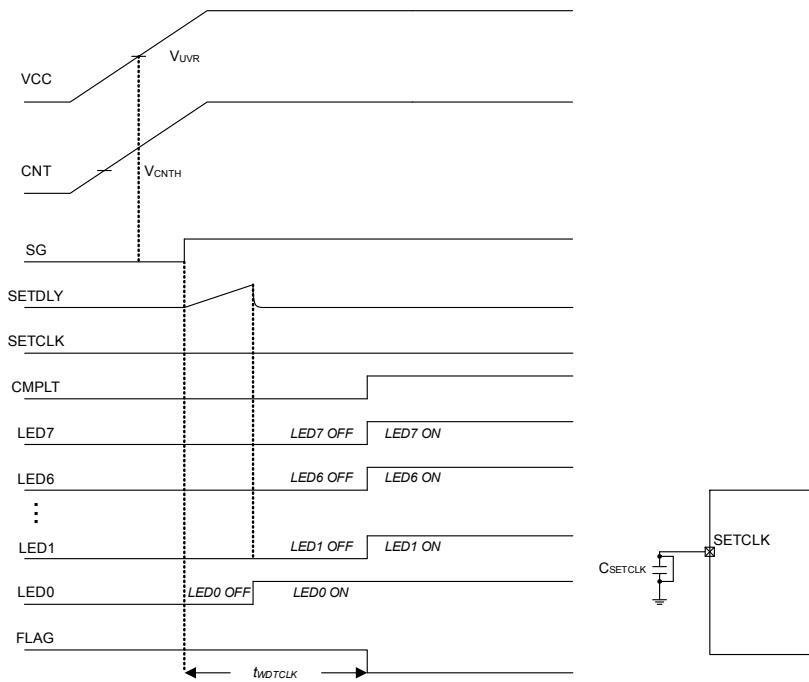 VUVR
VCC
CNT
VCNTH
SG
SETDLY
SETCLK
CMPLT
LED7
LED7 OFF
LED7 ON
LED6
LED6 OFF
LED6 ON
LED1
LED1 OFF
LED1 ON
LED0
LED0 OFF
LED0 ON
FLAG
tWDTCLK
SETCLK
CSETCLK